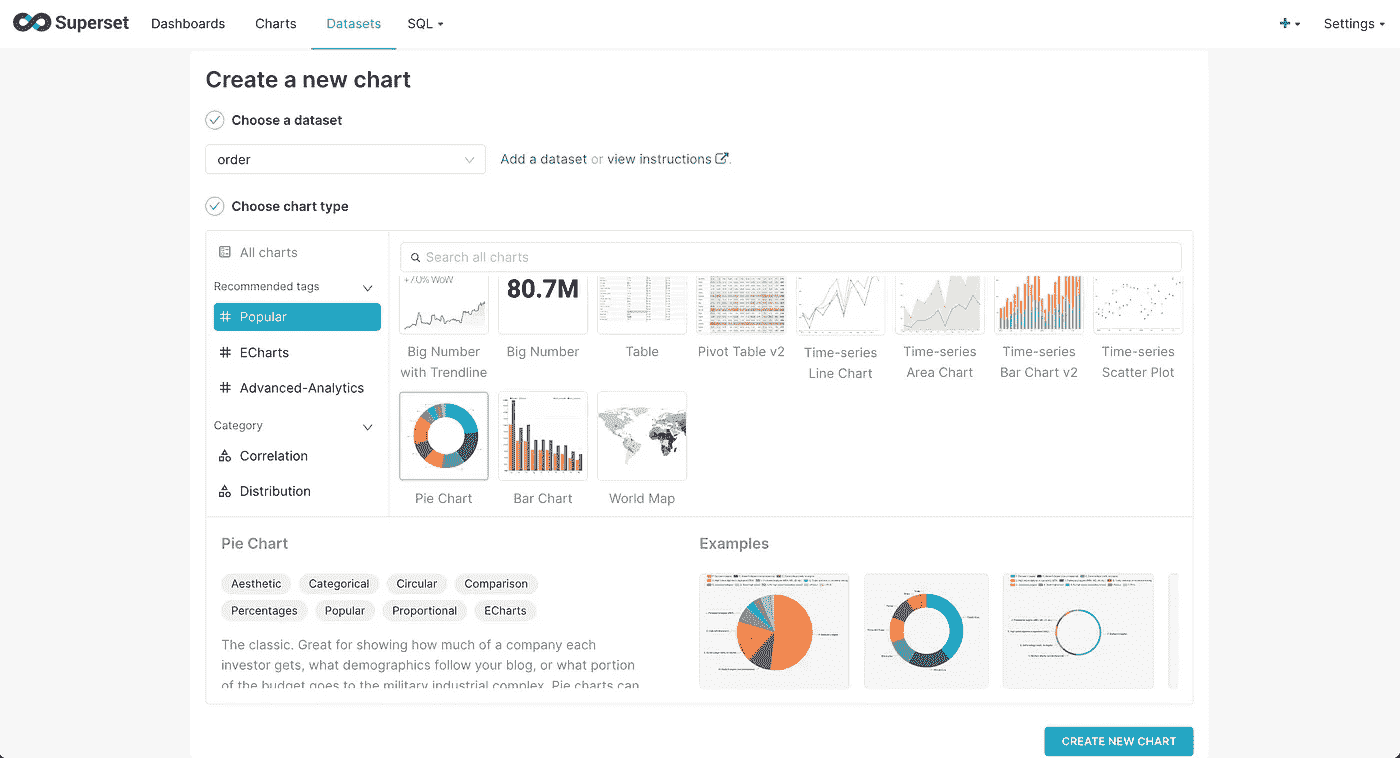 Superset
Dashboards
Charts
Datasets
SQL
Settings
Create a new chart
Choose a dataset
order
Add a dataset or view instructions.
Choose chart type
All charts
Recommended tags
# Popular
# ECharts
# Advanced-Analytics
Category
Correlation
Distribution
Search all charts
+7.0% WoW
80.7M
Big Number
with Trendline
Big Number
Table
Pivot Table v2
Time-series
Line Chart
Time-series
Area Chart
Time-series
Bar Chart v2
Time-series
Scatter Plot
Pie Chart
Bar Chart
World Map
Pie Chart
Aesthetic
Categorical
Circular
Comparison
Percentages
Popular
Proportional
ECharts
The classic. Great for showing how much of a company each
investor gets, what demographics follow your blog, or what portion
of the budget goes to the military industrial complex. Pie charts can
Examples
CREATE NEW CHART